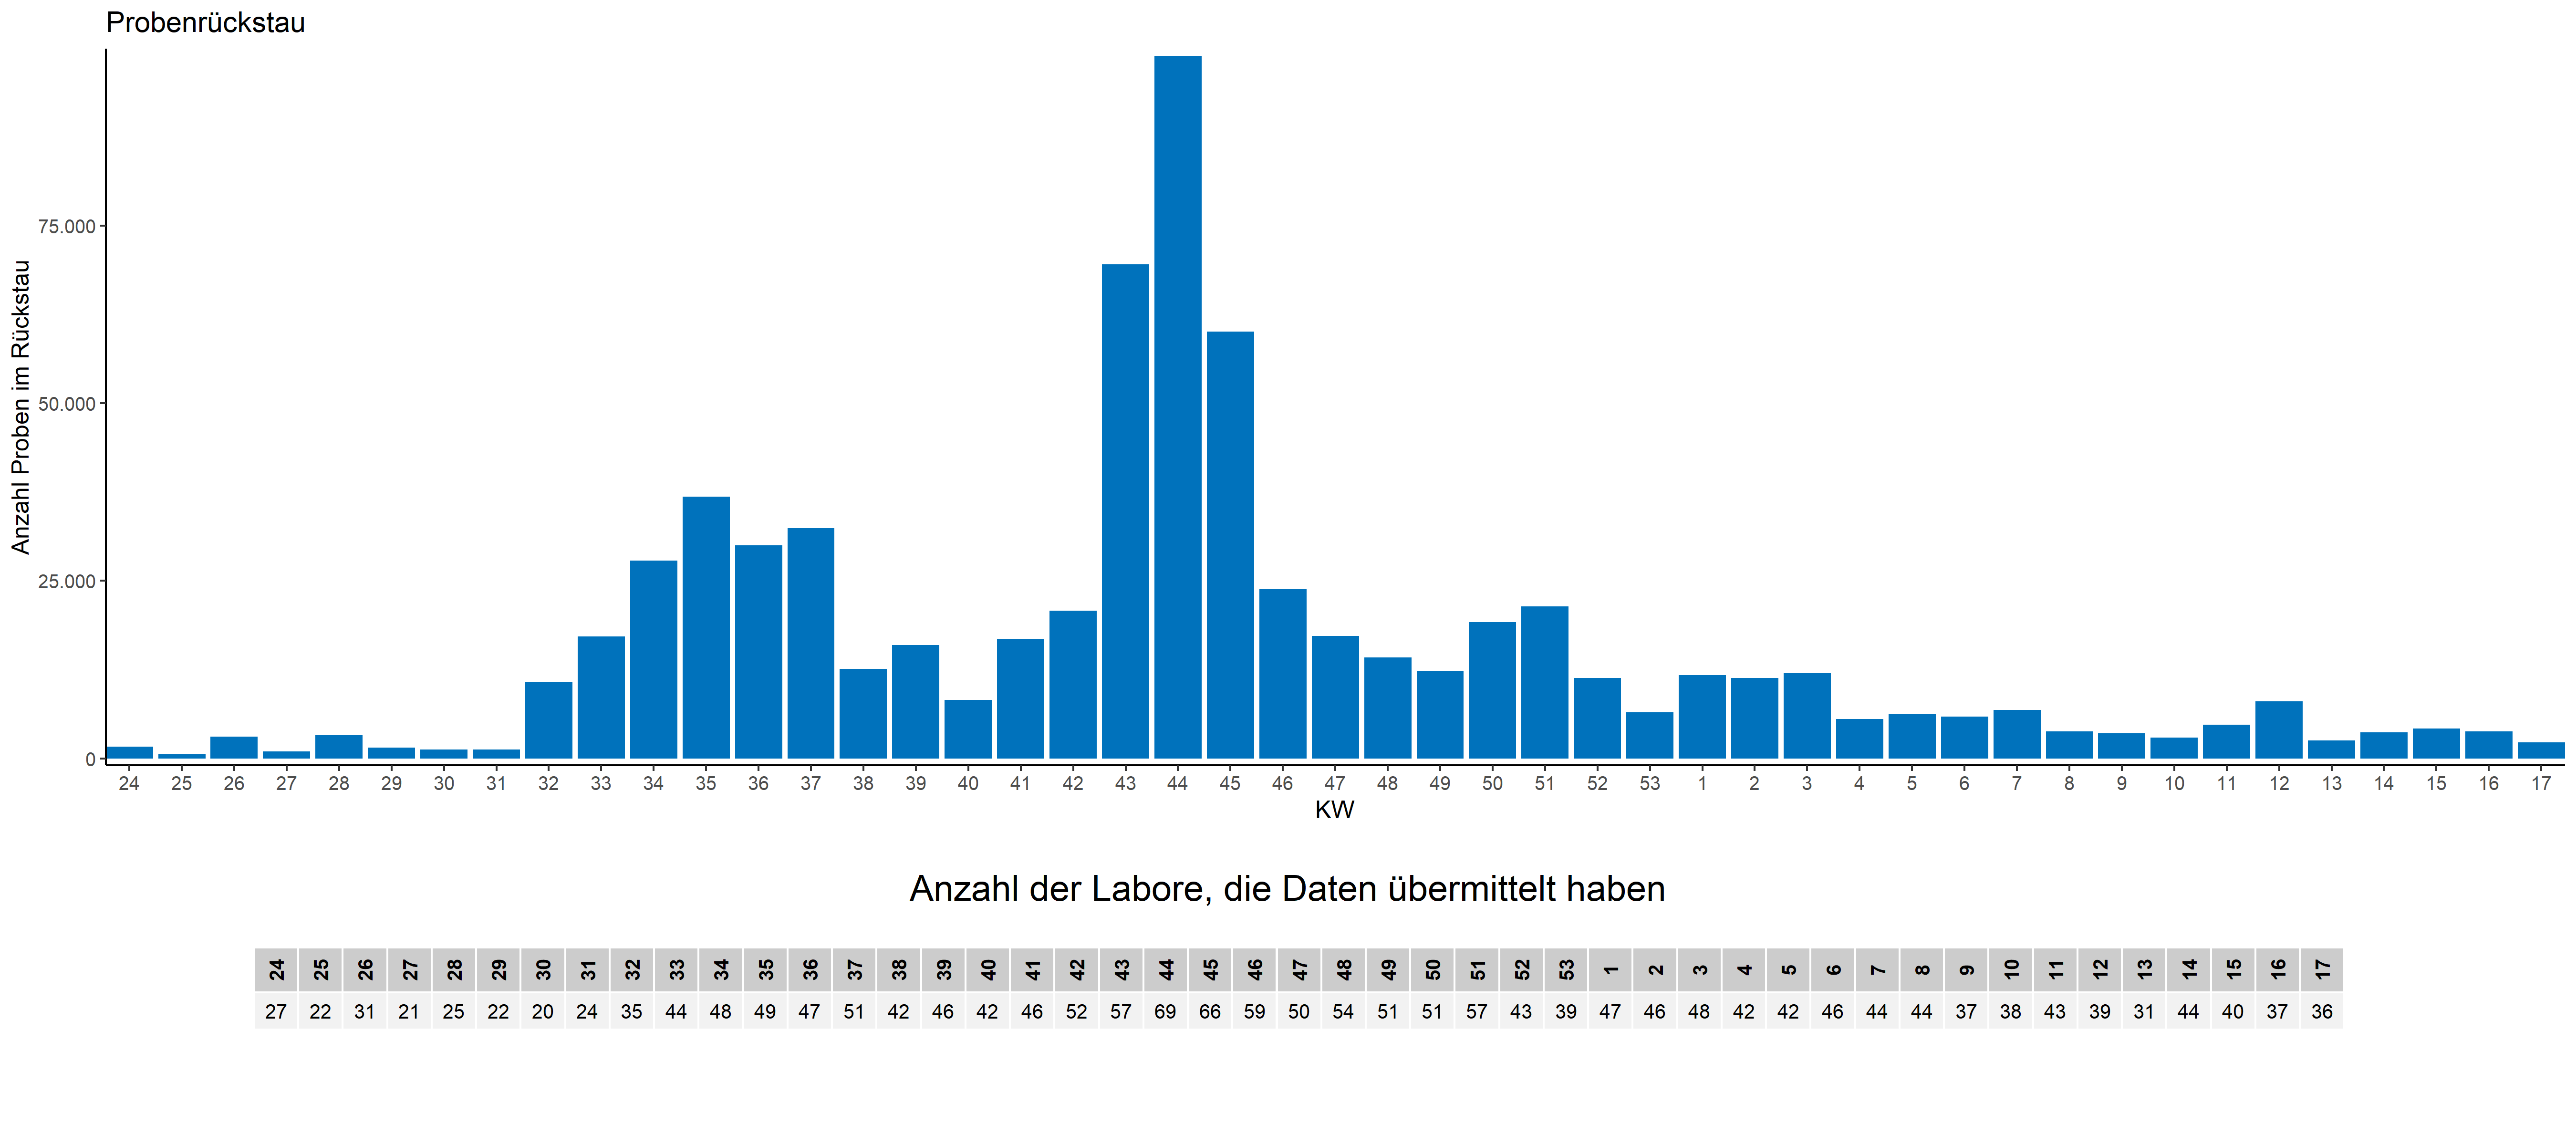 Probenrückstau
Anzahl Proben im Rückstau
75.000
50.000
25.000
0
24 25 26 27 28 29 30 31 32 33 34 35 36 37 38 39 40 41 42 43 44 45 46 47 48 49 50 51 52 53 1 2 3 4 5 6 7 8 9 10 11 12 13 14 15 16 17
KW
Anzahl der Labore, die Daten übermittelt haben
24 25 26 27 28 29 30 31 32 33 34 35 36 37 38 39 40 41 42 43 44 45 46 47 48 49 50 51 52 53 1 2 3 4 5 6 7 8 9 10 11 12 13 14 15 16 17
27 22 31 21 25 22 20 24 35 44 48 49 47 51 42 46 42 46 52 57 69 66 59 50 54 51 51 57 43 39 47 46 48 42 42 46 44 44 37 38 43 39 31 44 40 37 36